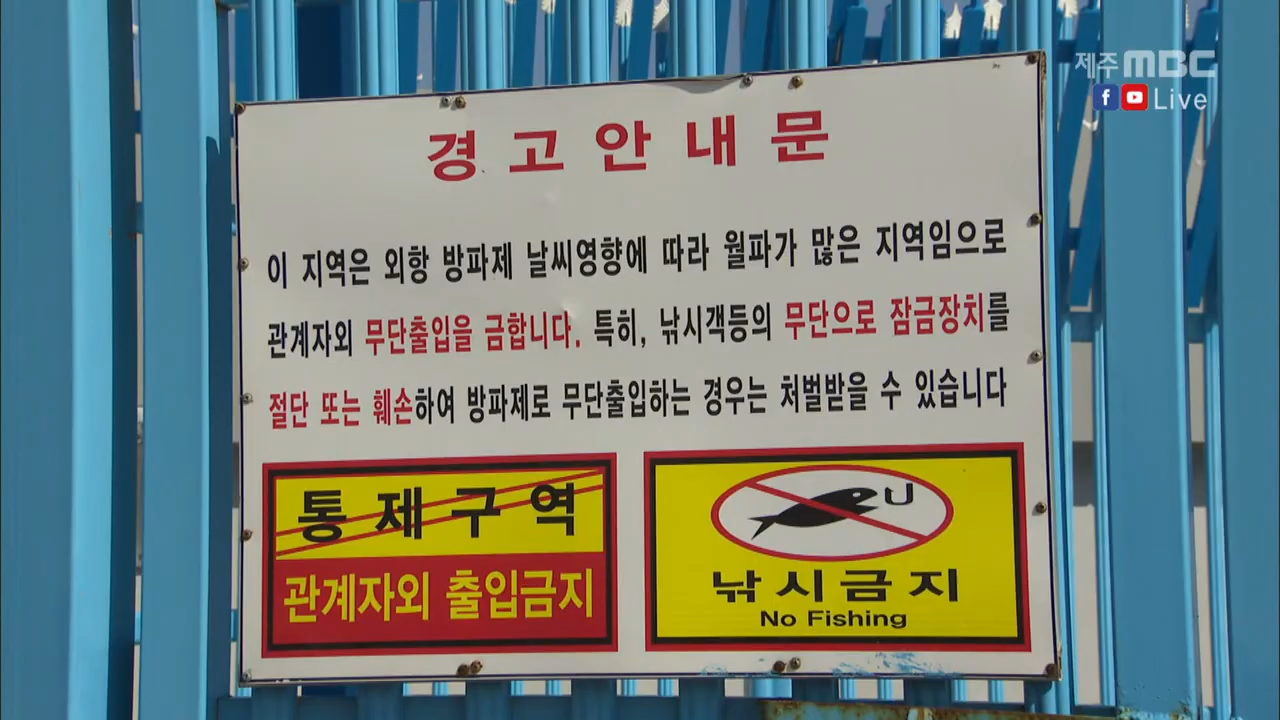 제주MBC
Live
경고안내문
이 지역은 외항 방파제 날씨영향에 따라 월파가 많은 지역임으로
관계자외 무단출입을 금합니다. 특히, 낚시객등의 무단으로 잠금장치를
절단 또는 훼손하여 방파제로 무단출입하는 경우는 처벌받을 수 있습니다
통제구역
관계자외 출입금지
낚시금지
No Fishing